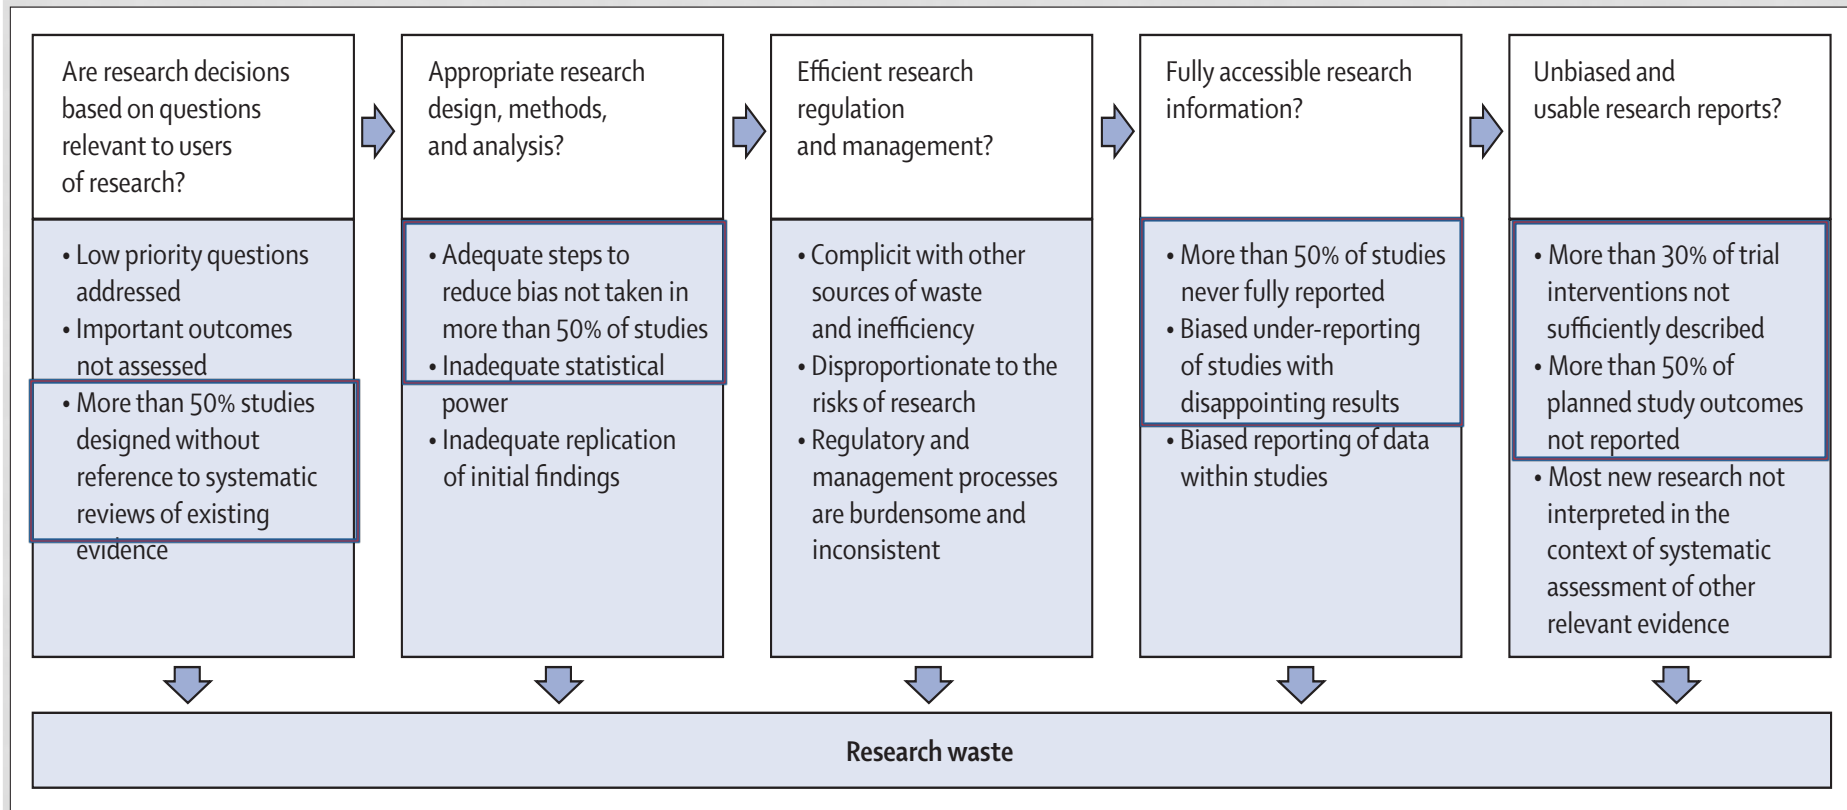 Are research decisions
based on questions
relevant to users
of research?
• Low priority questions
addressed
• Important outcomes
not assessed
• More than 50% studies
designed without
reference to systematic
reviews of existing
evidence
Appropriate research
design, methods,
and analysis?
• Adequate steps to
reduce bias not taken in
more than 50% of studies
• Inadequate statistical
power
• Inadequate replication
of initial findings
Efficient research
regulation
and management?
• Complicit with other
sources of waste
and inefficiency
• Disproportionate to the
risks of research
• Regulatory and
management processes
are burdensome and
inconsistent
Fully accessible research
information?
• More than 50% of studies
never fully reported
• Biased under-reporting
of studies with
disappointing results
• Biased reporting of data
within studies
Unbiased and
usable research reports?
• More than 30% of trial
interventions not
sufficiently described
• More than 50% of
planned study outcomes
not reported
• Most new research not
interpreted in the
context of systematic
assessment of other
relevant evidence
Research waste